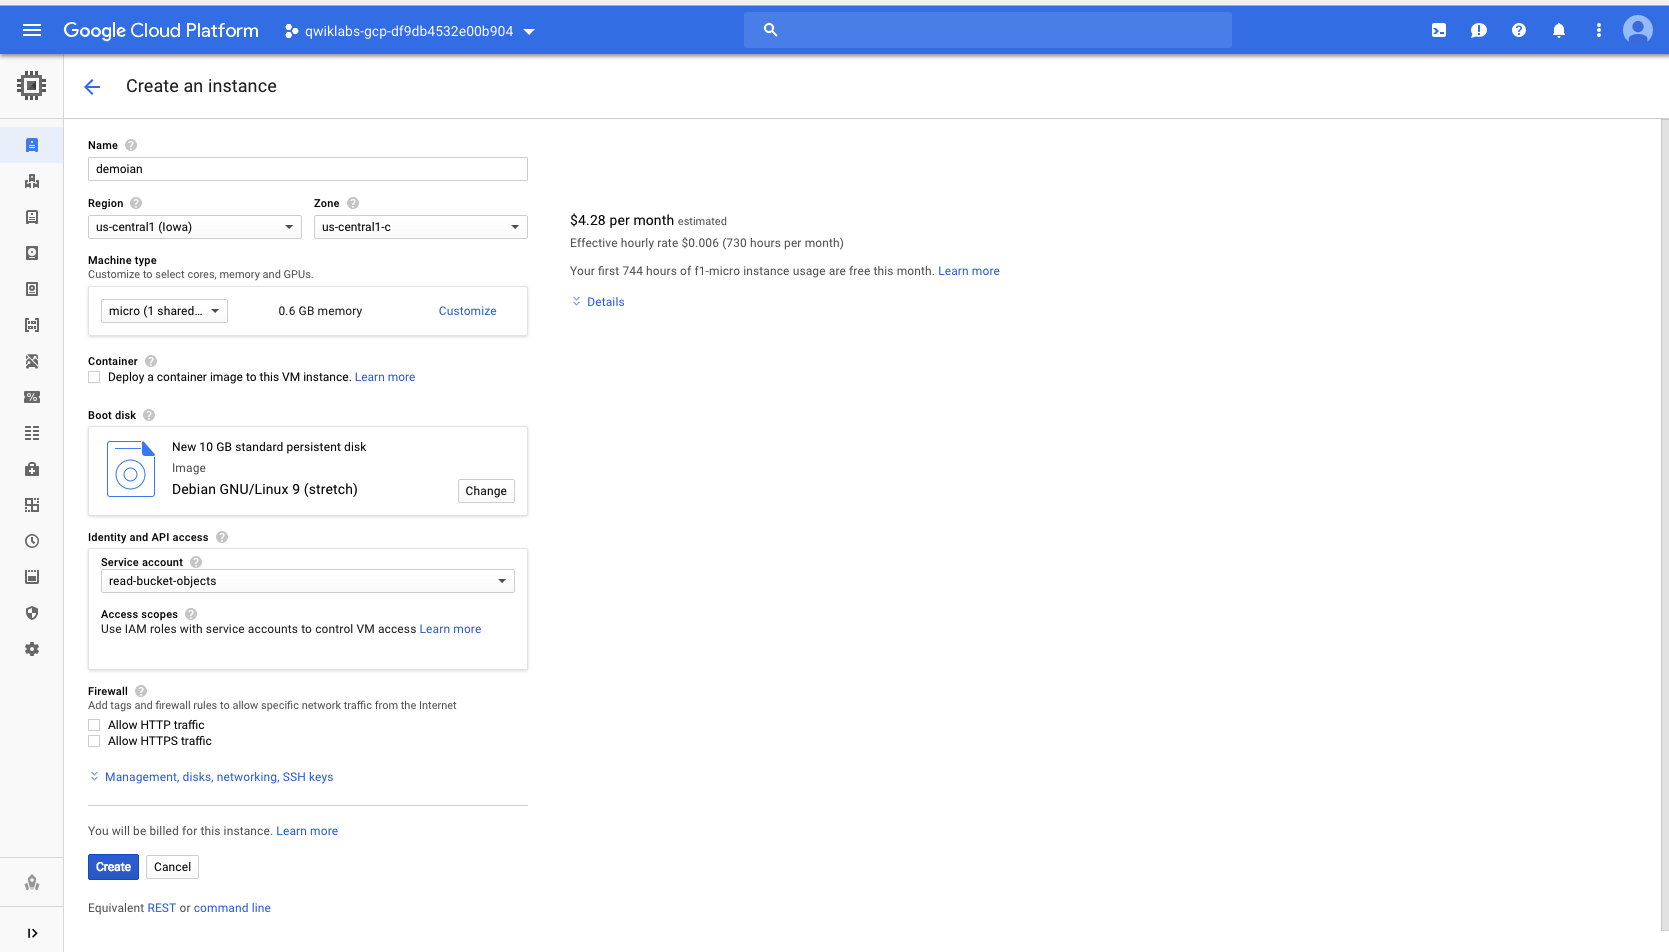 Google Cloud Platform
qwiklabs-gcp-df9db4532e00b904
Create an instance
Name
demoian
Region
Zone
us-central1 (Iowa)
us-central1-c
Machine type
Customize to select cores, memory and GPUs.
micro (1 shared...
0.6 GB memory
Customize
Container
Deploy a container image to this VM instance. Learn more
Boot disk
New 10 GB standard persistent disk
Image
Debian GNU/Linux 9 (stretch)
Change
Identity and API access
Service account
read-bucket-objects
Access scopes
Use IAM roles with service accounts to control VM access Learn more
Firewall
Add tags and firewall rules to allow specific network traffic from the Internet
Allow HTTP traffic
Allow HTTPS traffic
Management, disks, networking, SSH keys
You will be billed for this instance. Learn more
Create
Cancel
Equivalent REST or command line
$4.28 per month estimated
Effective hourly rate $0.006 (730 hours per month)
Your first 744 hours of f1-micro instance usage are free this month. Learn more
Details